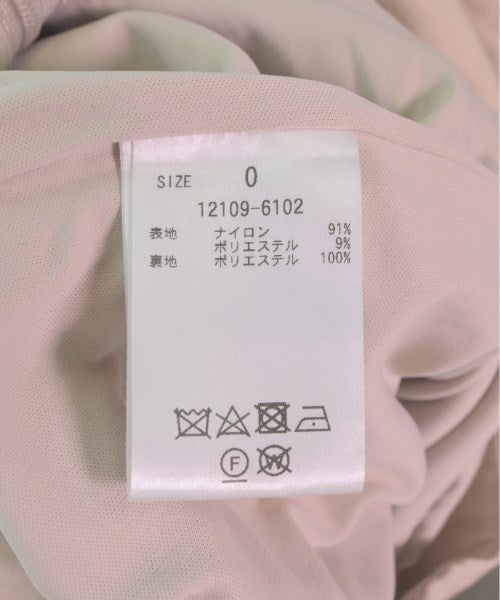 SIZE 0
12109-6102
表地 ナイロン 91%
ポリエステル 9%
裏地 ポリエステル 100%
F W